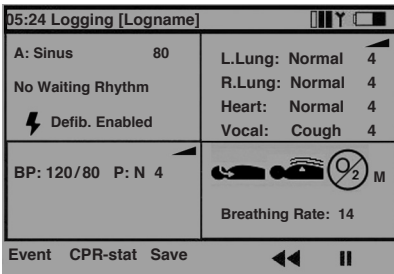 05:24 Logging [Logname]
A: Sinus 80
No Waiting Rhythm
Defib. Enabled
L.Lung: Normal 4
R.Lung: Normal 4
Heart: Normal 4
Vocal: Cough 4
BP: 120/80 P: N 4
O2 M
Breathing Rate: 14
Event CPR-stat Save